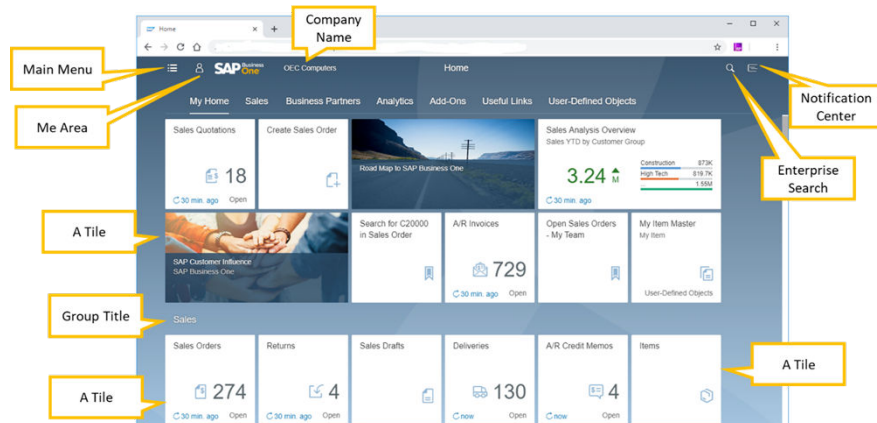 Company
Name
Home
Main Menu
SAP Business One
OEC Computers
Home
Notification
Center
Me Area
My Home Sales Business Partners Analytics Add-Ons Useful Links User-Defined Objects
Enterprise
Search
Sales Quotations
18
30 min. ago Open
Create Sales Order
Road Map to SAP Business One
Sales Analysis Overview
Sales YTD by Customer Group
3.24 M
Construction 873K
High Tech 819.7K
... 1.55M
30 min. ago
A Tile
SAP Customer Influence
SAP Business One
Search for C20000
in Sales Order
A/R Invoices
729
30 min. ago Open
Open Sales Orders
- My Team
My Item Master
My Item
User-Defined Objects
Group Title
Sales
A Tile
Sales Orders
274
30 min. ago Open
Returns
4
30 min. ago Open
Sales Drafts
Deliveries
130
now Open
A/R Credit Memos
4
now Open
Items
A Tile